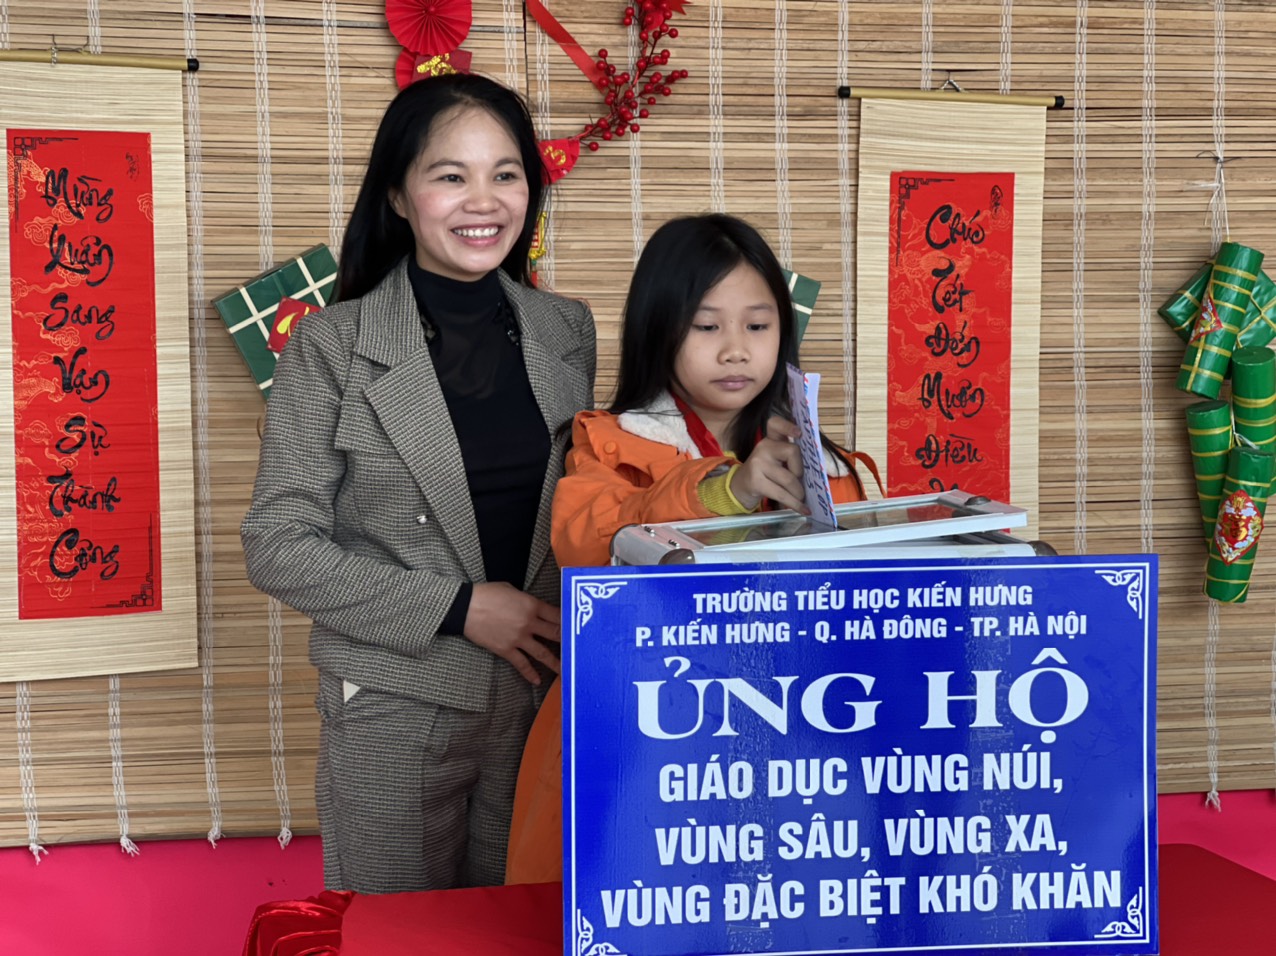 Mừng
Xuân
Sang
Vạn
Sự
Thành
Công
Chúc
Tết
Đến
Muôn
Điều
TRƯỜNG TIỂU HỌC KIẾN HƯNG
P. KIẾN HƯNG - Q. HÀ ĐÔNG - TP. HÀ NỘI
ỦNG HỘ
GIÁO DỤC VÙNG NÚI,
VÙNG SÂU, VÙNG XA,
VÙNG ĐẶC BIỆT KHÓ KHĂN